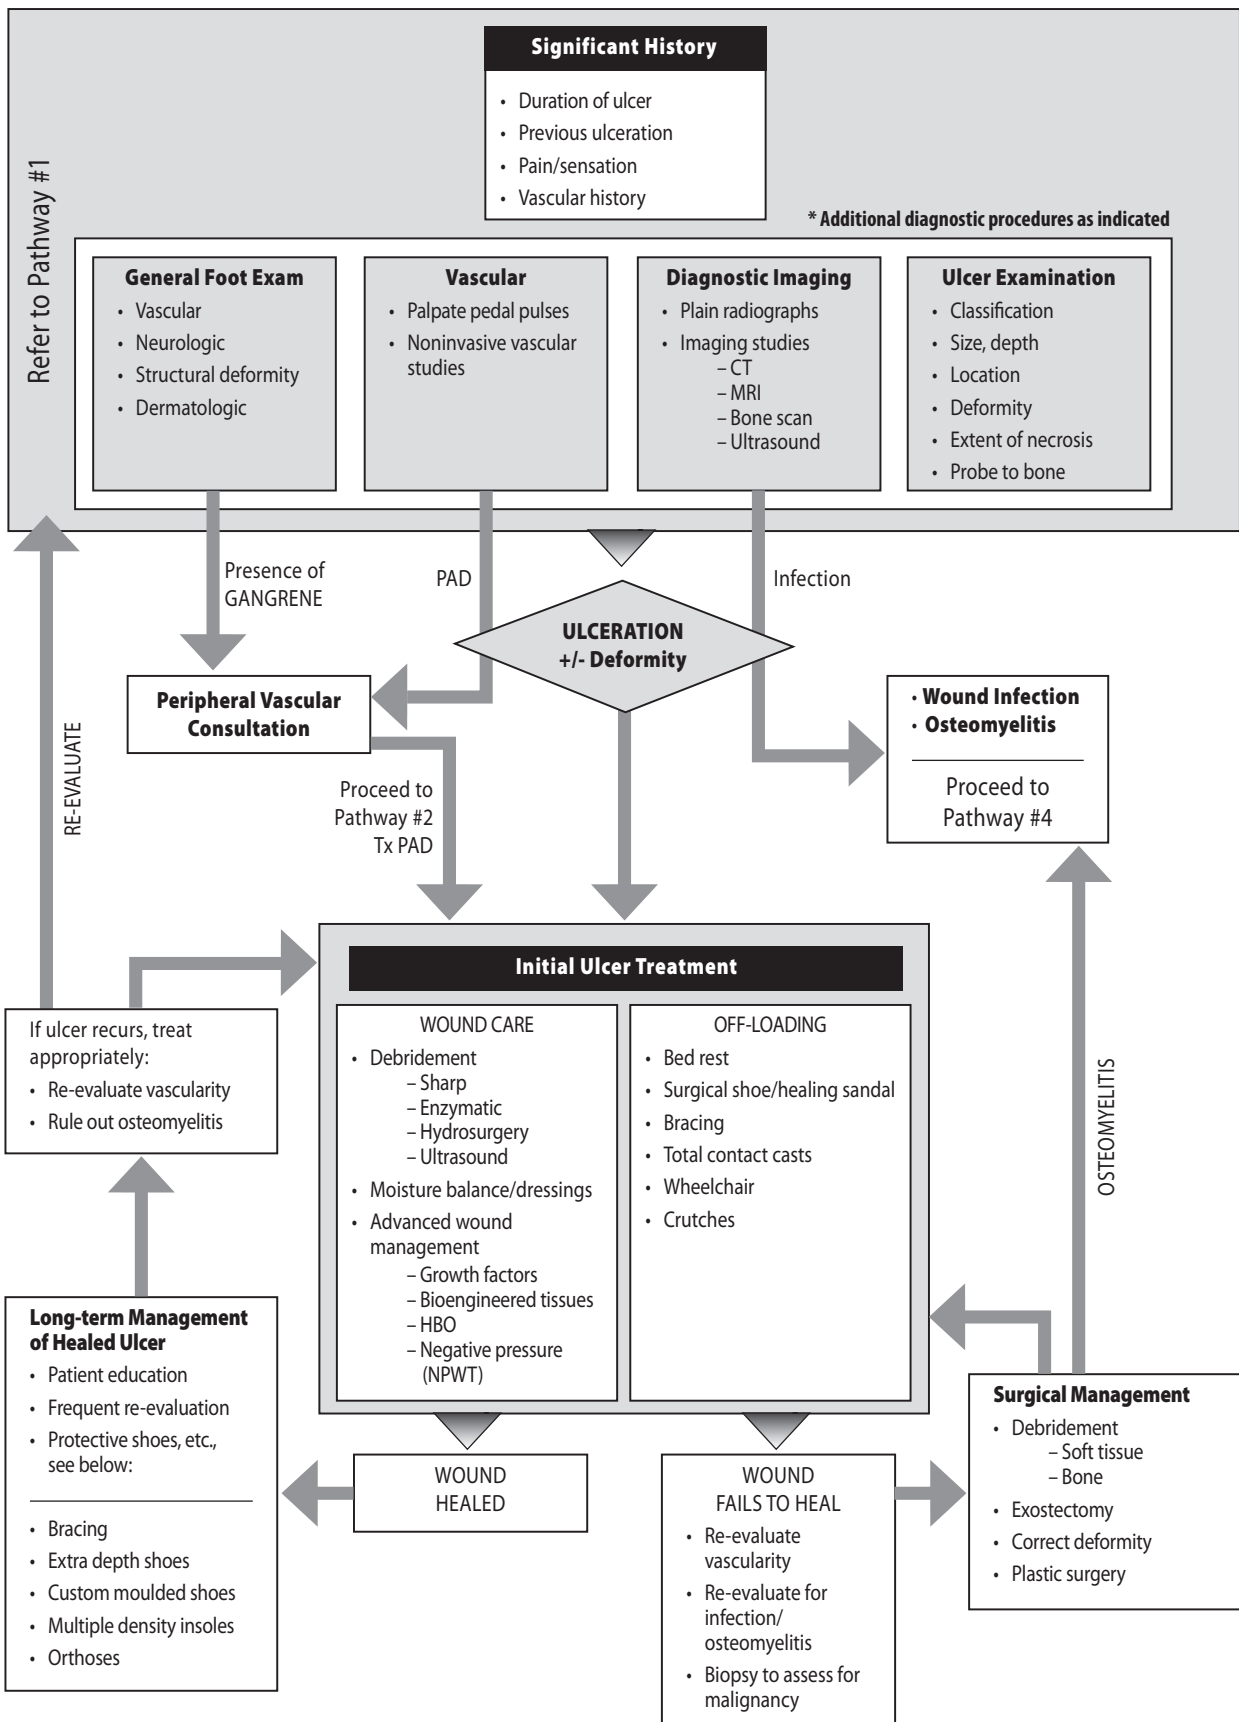 Refer to Pathway #1
Significant History
• Duration of ulcer
• Previous ulceration
• Pain/sensation
• Vascular history
* Additional diagnostic procedures as indicated
General Foot Exam
• Vascular
• Neurologic
• Structural deformity
• Dermatologic
Vascular
• Palpate pedal pulses
• Noninvasive vascular
studies
Diagnostic Imaging
• Plain radiographs
• Imaging studies
– CT
– MRI
– Bone scan
– Ultrasound
Ulcer Examination
• Classification
• Size, depth
• Location
• Deformity
• Extent of necrosis
• Probe to bone
Presence of
GANGRENE
PAD
Infection
ULCERATION
+/- Deformity
Peripheral Vascular
Consultation
• Wound Infection
• Osteomyelitis
Proceed to
Pathway #4
RE-EVALUATE
Proceed to
Pathway #2
Tx PAD
Initial Ulcer Treatment
WOUND CARE
• Debridement
– Sharp
– Enzymatic
– Hydrosurgery
– Ultrasound
• Moisture balance/dressings
• Advanced wound
management
– Growth factors
– Bioengineered tissues
– HBO
– Negative pressure
(NPWT)
OFF-LOADING
• Bed rest
• Surgical shoe/healing sandal
• Bracing
• Total contact casts
• Wheelchair
• Crutches
If ulcer recurs, treat
appropriately:
• Re-evaluate vascularity
• Rule out osteomyelitis
OSTEOMYELITIS
Long-term Management
of Healed Ulcer
• Patient education
• Frequent re-evaluation
• Protective shoes, etc.,
see below:
• Bracing
• Extra depth shoes
• Custom moulded shoes
• Multiple density insoles
• Orthoses
WOUND
HEALED
WOUND
FAILS TO HEAL
• Re-evaluate
vascularity
• Re-evaluate for
infection/
osteomyelitis
• Biopsy to assess for
malignancy
Surgical Management
• Debridement
– Soft tissue
– Bone
• Exostectomy
• Correct deformity
• Plastic surgery